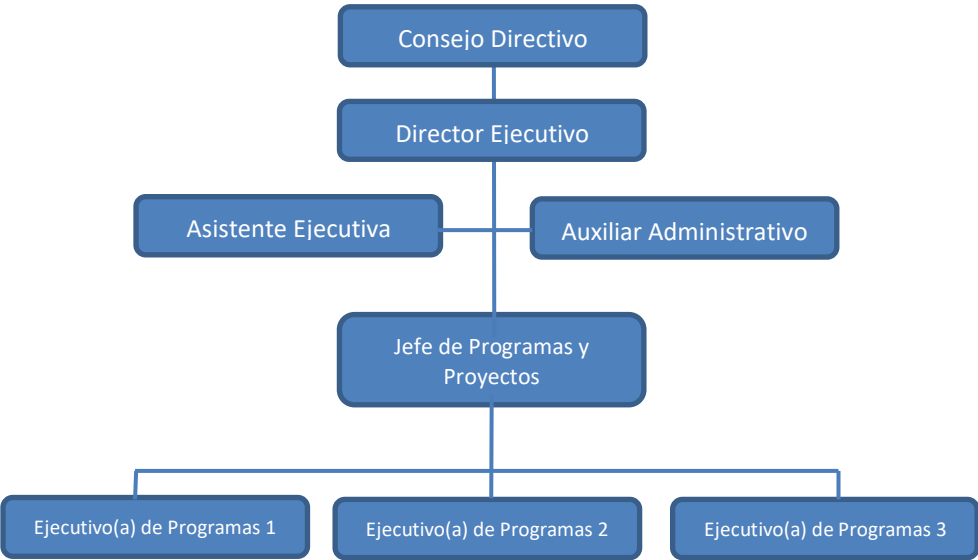 Consejo Directivo
Director Ejecutivo
Asistente Ejecutiva
Auxiliar Administrativo
Jefe de Programas y
Proyectos
Ejecutivo(a) de Programas 1
Ejecutivo(a) de Programas 2
Ejecutivo(a) de Programas 3